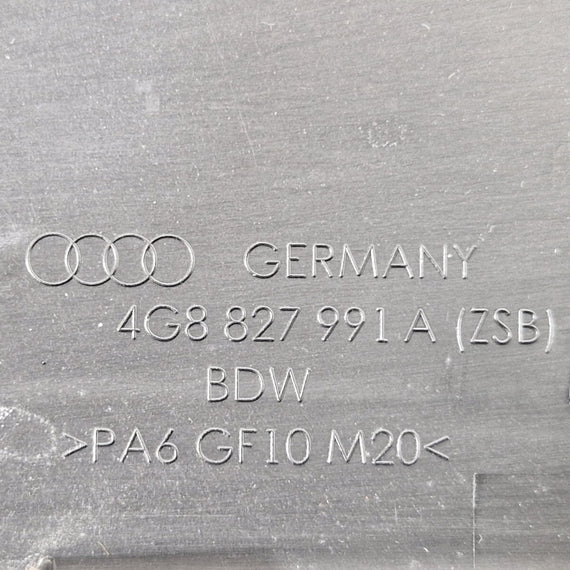 GERMANY
4G8 827 991 A (ZSB)
BDW
>PA6 GF10 M20<